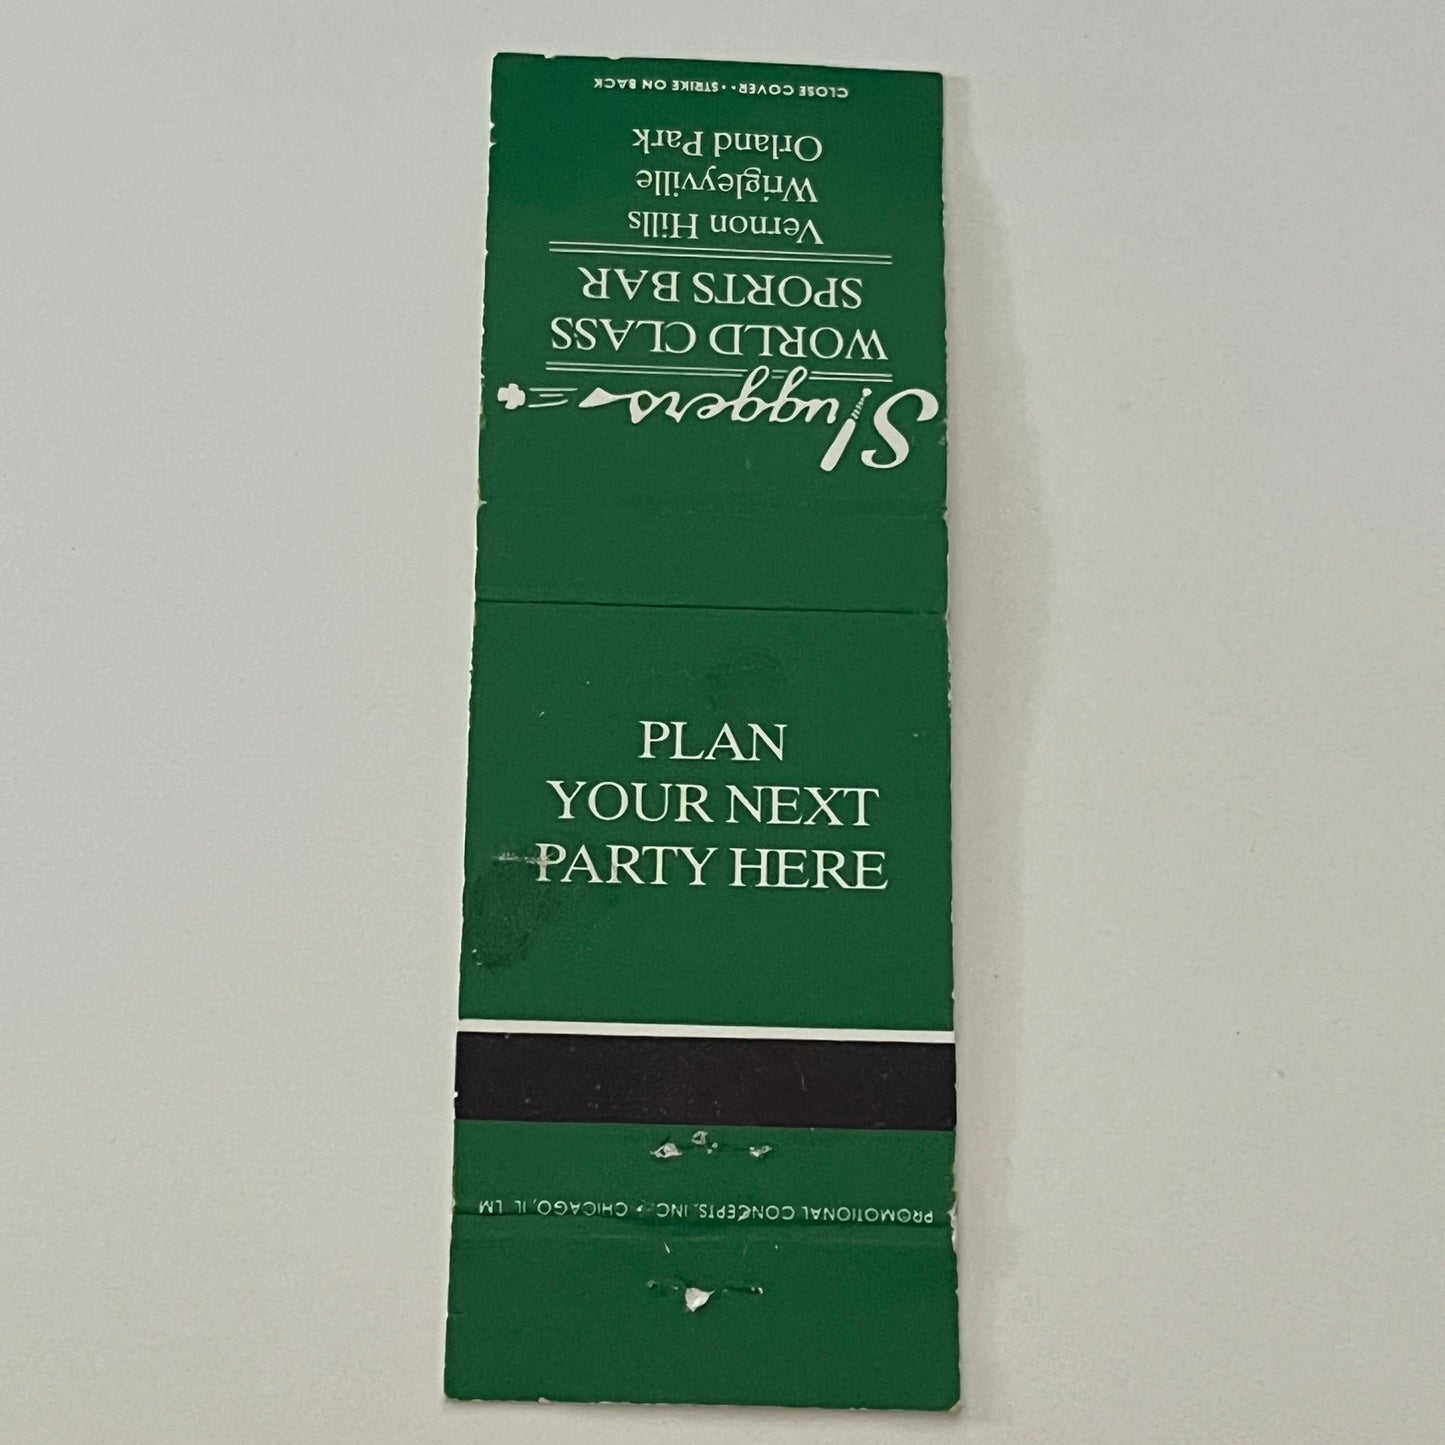 Sluggers
WORLD CLASS
SPORTS BAR
Vernon Hills
Wrigleyville
Orland Park
CLOSE COVER • STRIKE ON BACK
PLAN
YOUR NEXT
PARTY HERE
PROMOTIONAL CONCEPTS, INC. • CHICAGO, IL LM